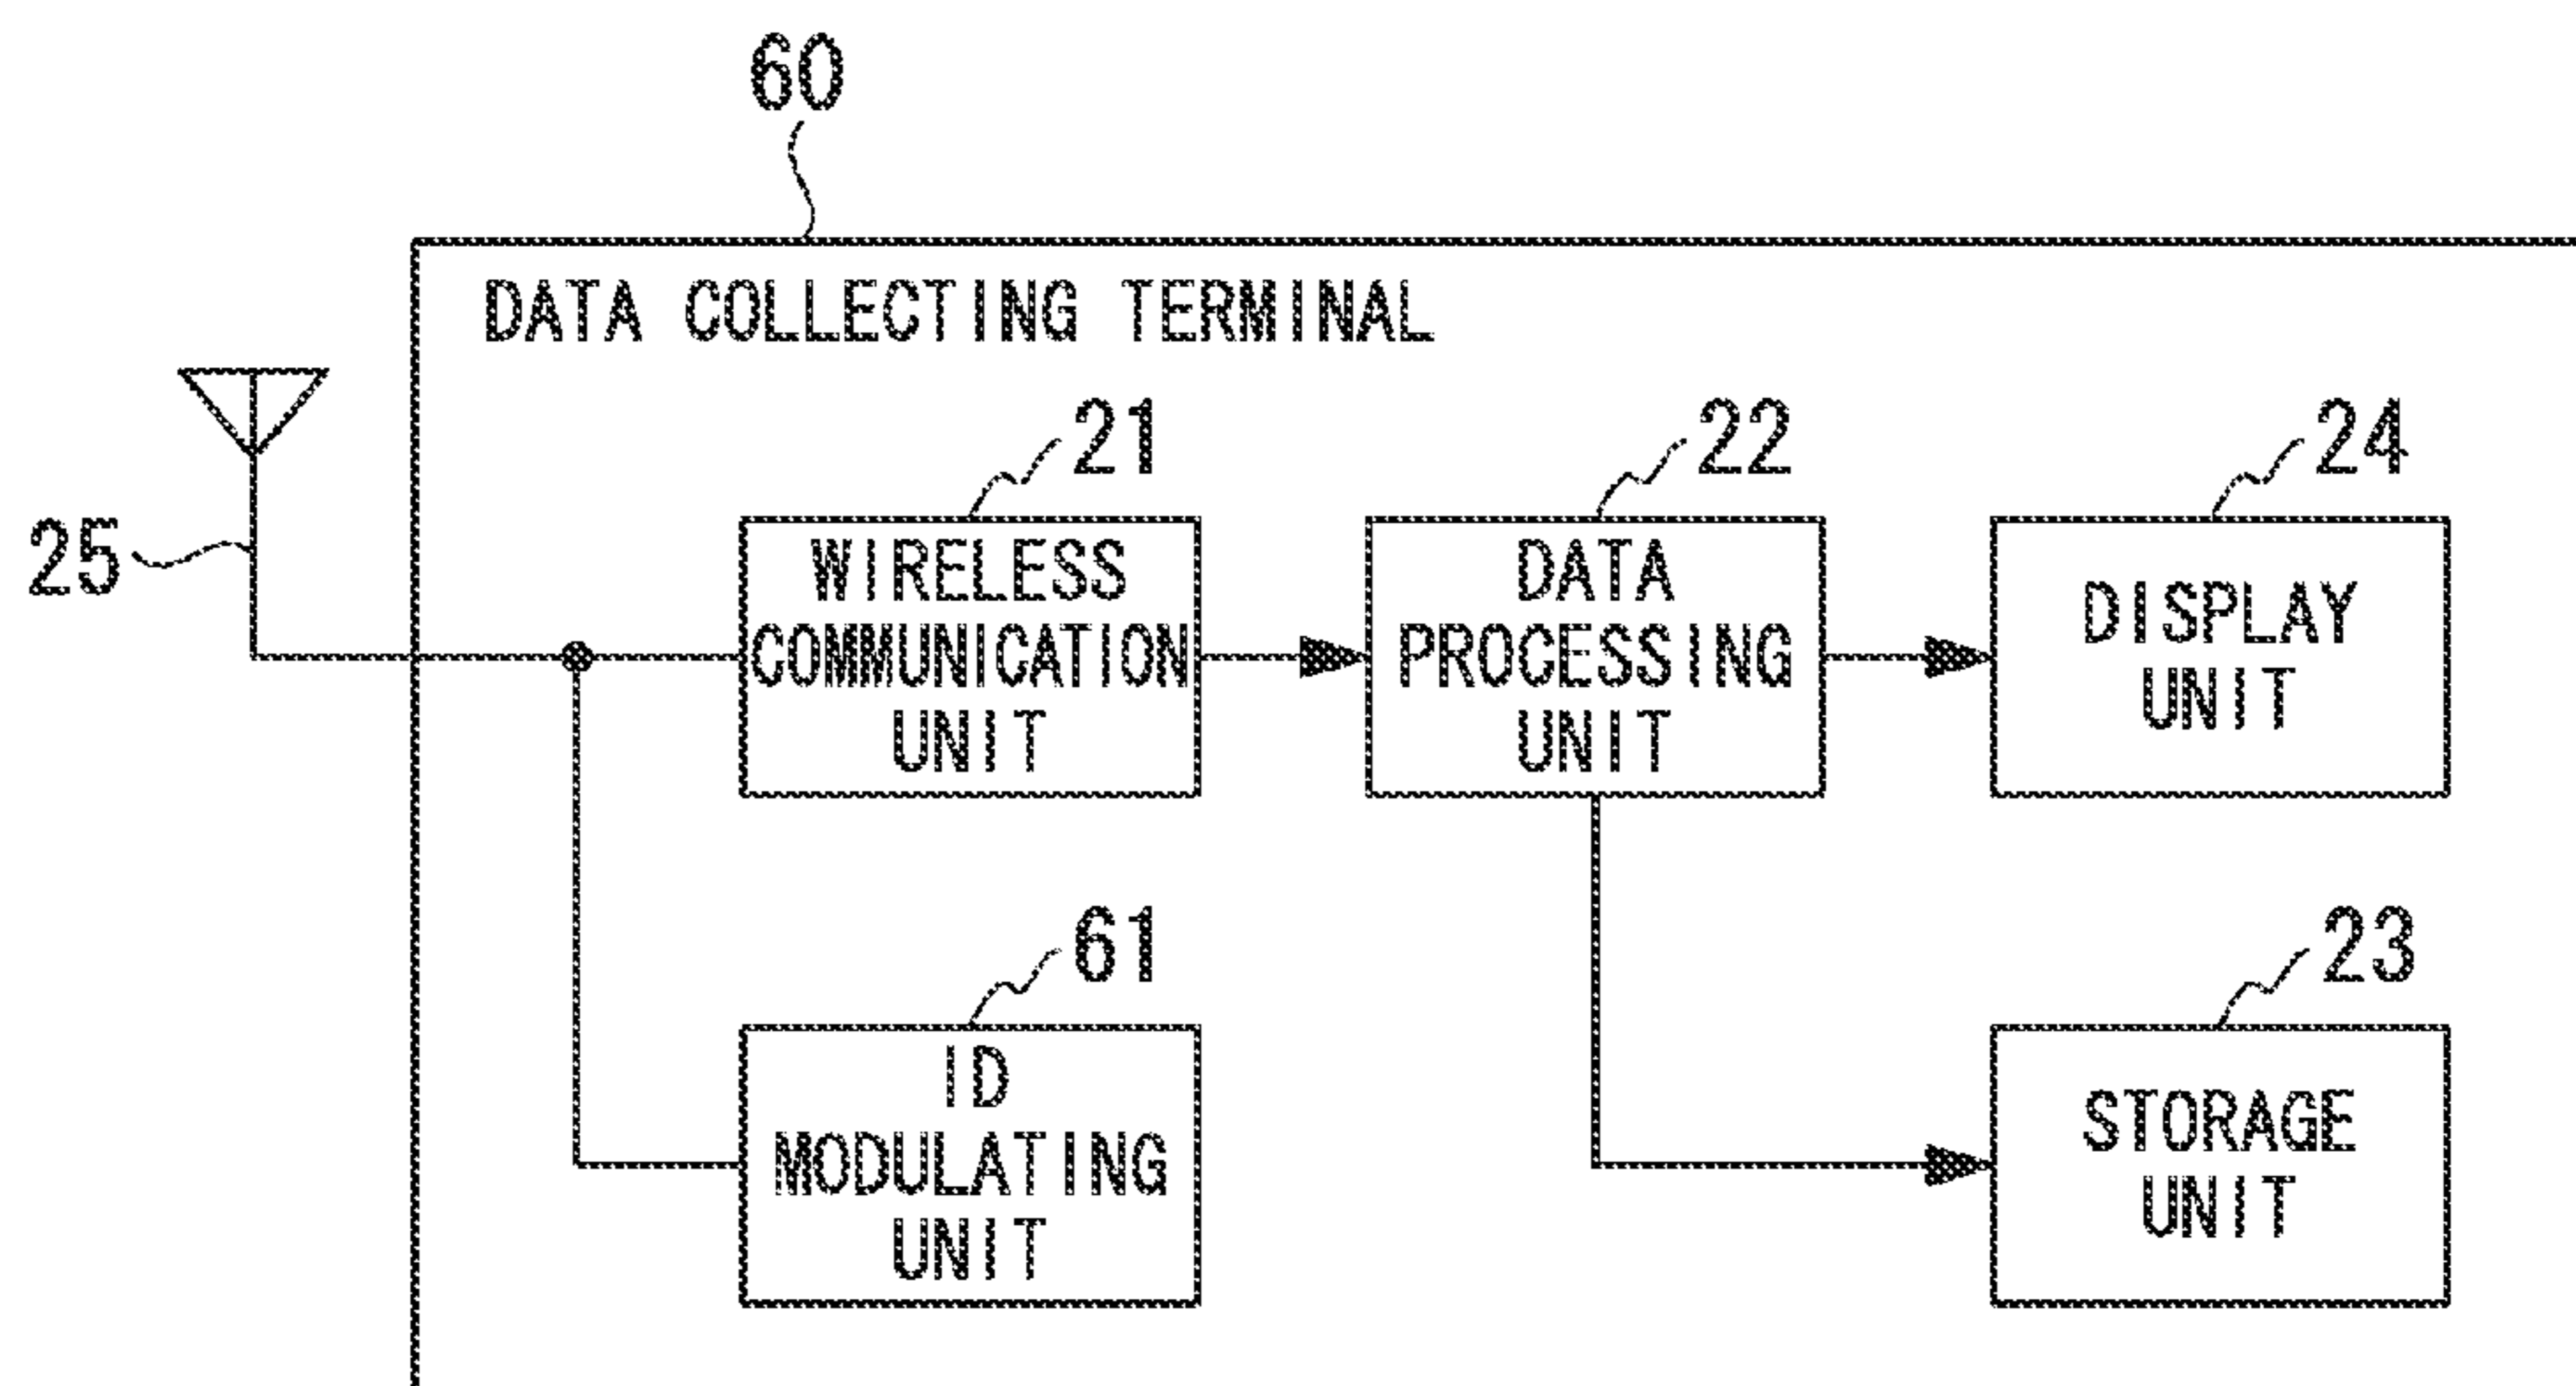 60
DATA COLLECTING TERMINAL
21
22
24
25
WIRELESS
COMMUNICATION
UNIT
DATA
PROCESSING
UNIT
DISPLAY
UNIT
61
23
ID
MODULATING
UNIT
STORAGE
UNIT